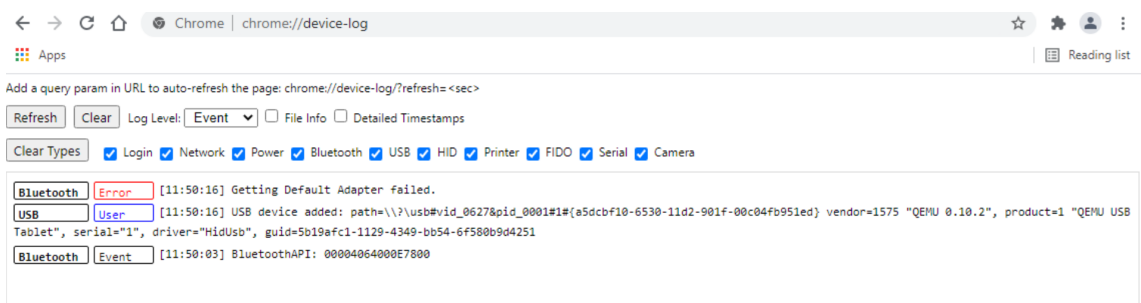 Chrome | chrome://device-log
Apps
Reading list
Add a query param in URL to auto-refresh the page: chrome://device-log/?refresh=<sec>
Refresh Clear Log Level: Event File Info Detailed Timestamps
Clear Types Login Network Power Bluetooth USB HID Printer FIDO Serial Camera
Bluetooth Error [11:50:16] Getting Default Adapter failed.
USB User [11:50:16] USB device added: path=\\?\usb#vid_0627&pid_0001#1#{a5dcbf10-6530-11d2-901f-00c04fb951ed} vendor=1575 "QEMU 0.10.2", product=1 "QEMU USB
Tablet", serial="1", driver="HidUsb", guid=5b19afc1-1129-4349-bb54-6f580b9d4251
Bluetooth Event [11:50:03] BluetoothAPI: 00004064000E7800